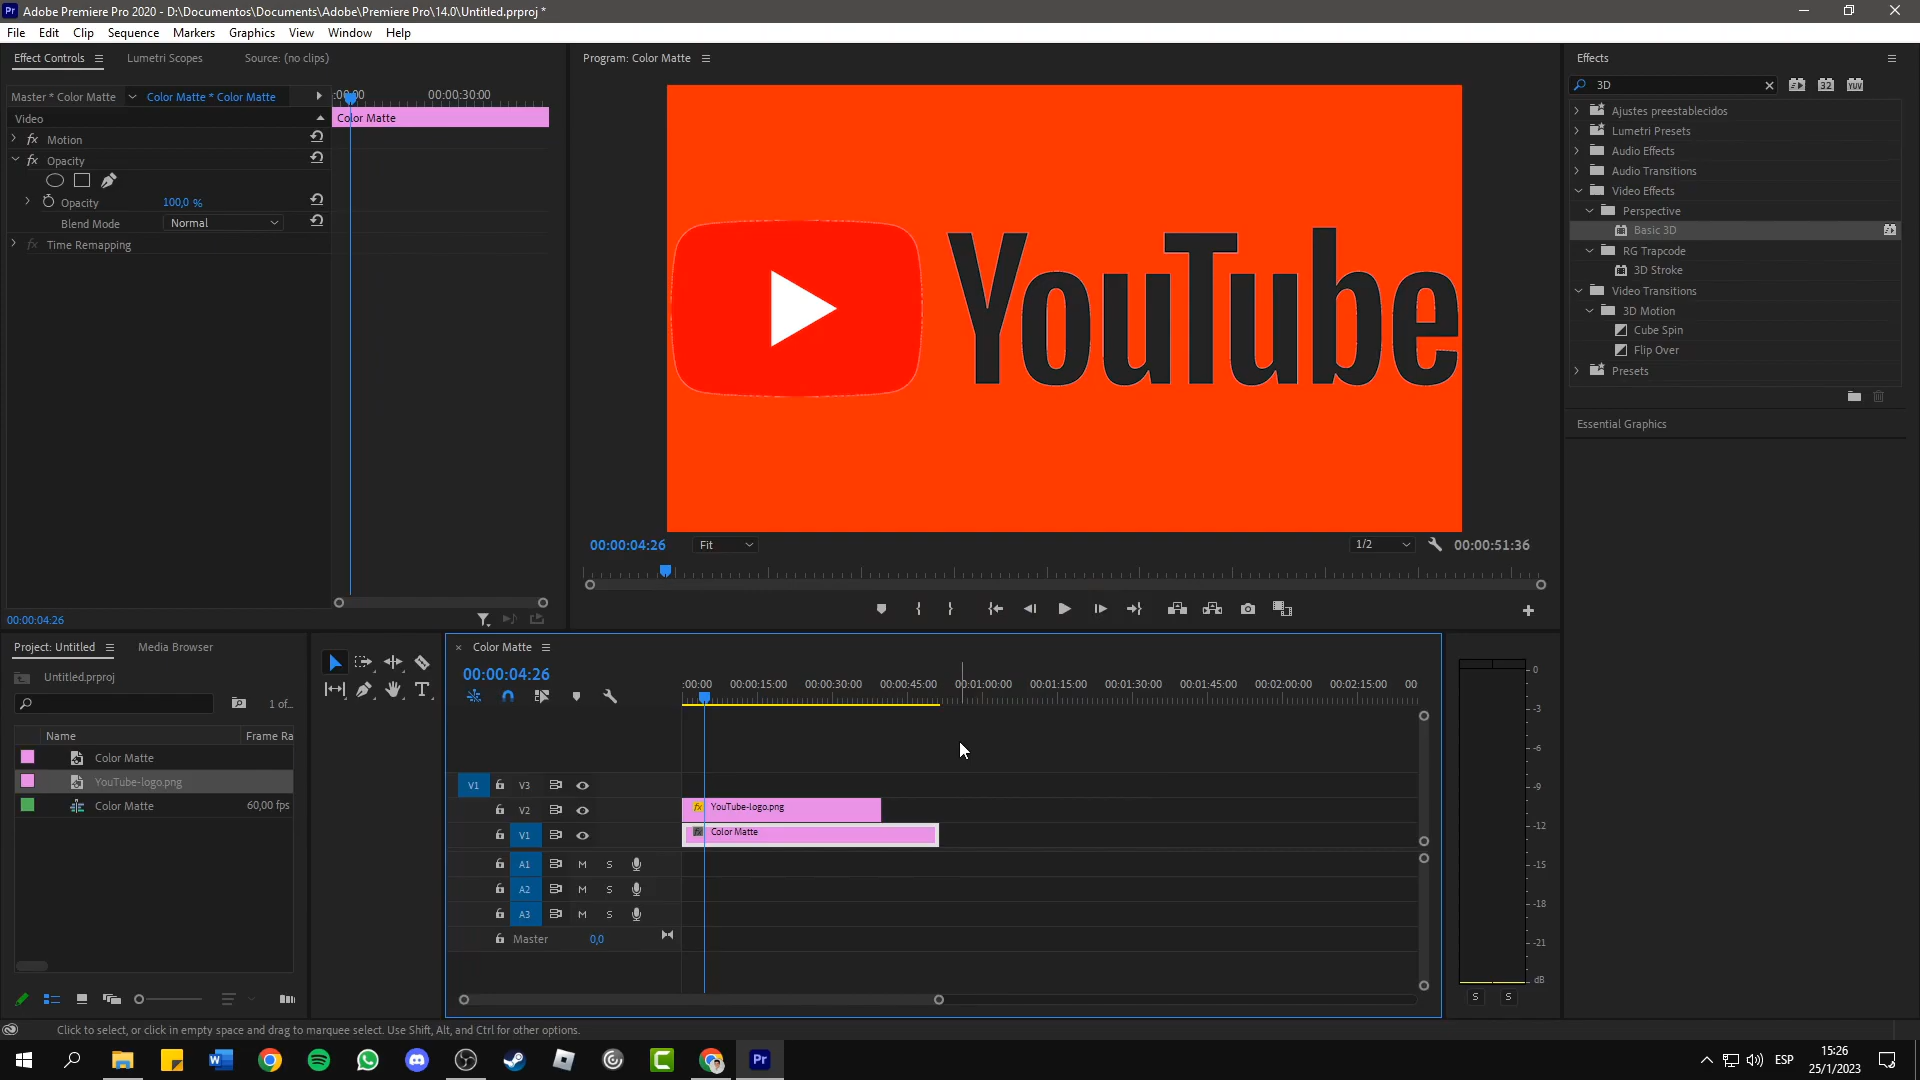 Adobe Premiere Pro 2020 - D:\Documentos\Documents\Adobe\Premiere Pro\14.0\Untitled.prproj *
File Edit Clip Sequence Markers Graphics View Window Help
Effect Controls Lumetri Scopes Source: (no clips)
Master * Color Matte Color Matte * Color Matte
:00:00 00:00:30:00
Video
Color Matte
fx Motion
fx Opacity
Opacity 100,0 %
Blend Mode Normal
fx Time Remapping
00:00:04:26
Program: Color Matte
YouTube
00:00:04:26 Fit 1/2 00:00:51:36
Effects
3D
32 YUV
Ajustes preestablecidos
Lumetri Presets
Audio Effects
Audio Transitions
Video Effects
Perspective
Basic 3D
RG Trapcode
3D Stroke
Video Transitions
3D Motion
Cube Spin
Flip Over
Presets
Essential Graphics
Project: Untitled Media Browser
Untitled.prproj
1 of...
Name Frame Ra
Color Matte
YouTube-logo.png
Color Matte 60,00 fps
× Color Matte
00:00:04:26
:00:00 00:00:15:00 00:00:30:00 00:00:45:00 00:01:00:00 00:01:15:00 00:01:30:00 00:01:45:00 00:02:00:00 00:02:15:00 00
V1 V3
V2 fx YouTube-logo.png
V1 fx Color Matte
A1 M S
A2 M S
A3 M S
Master 0,0
0
-3
-6
-9
-12
-15
-18
-21
dB
S S
Click to select, or click in empty space and drag to marquee select. Use Shift, Alt, and Ctrl for other options.
ESP
15:26
25/1/2023